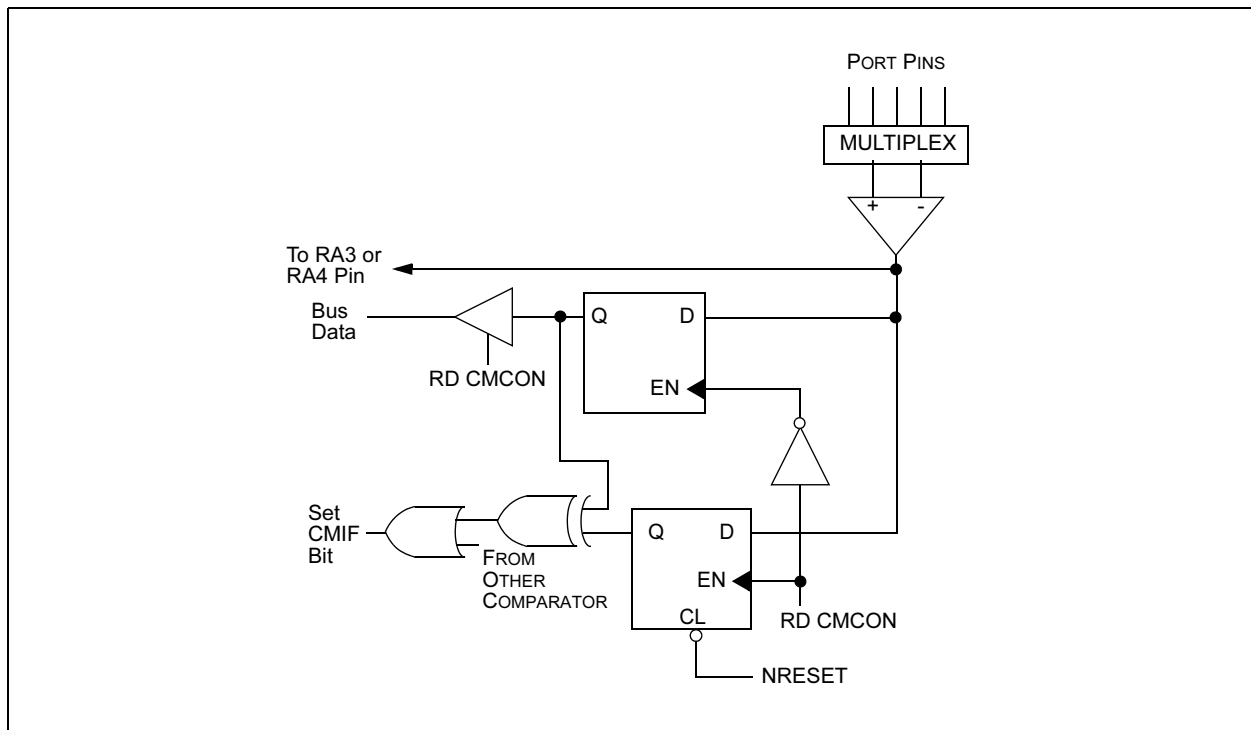 PORT PINS
MULTIPLEX
+ -
To RA3 or
RA4 Pin
Bus
Data
Q D
RD CMCON
EN
Set
CMIF
Bit
FROM
OTHER
COMPARATOR
Q D
EN
CL
RD CMCON
NRESET